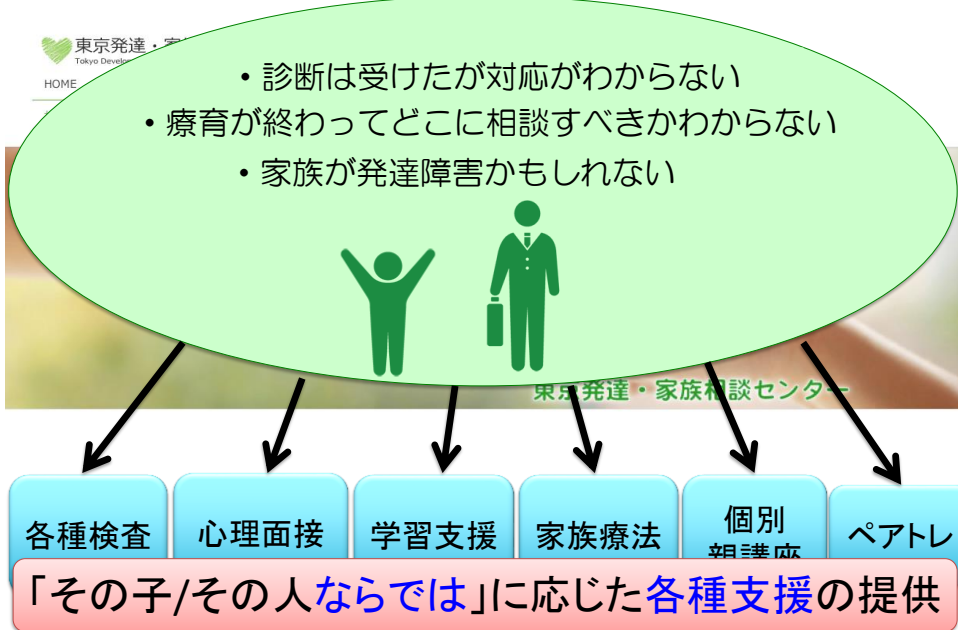 東京発達・
Tokyo Develo
HOME
・診断は受けたが対応がわからない
・療育が終わってどこに相談すべきかわからない
・家族が発達障害かもしれない
東京発達・家族相談センター
各種検査
心理面接
学習支援
家族療法
個別
親講座
ペアトレ
「その子/その人ならでは」に応じた各種支援の提供